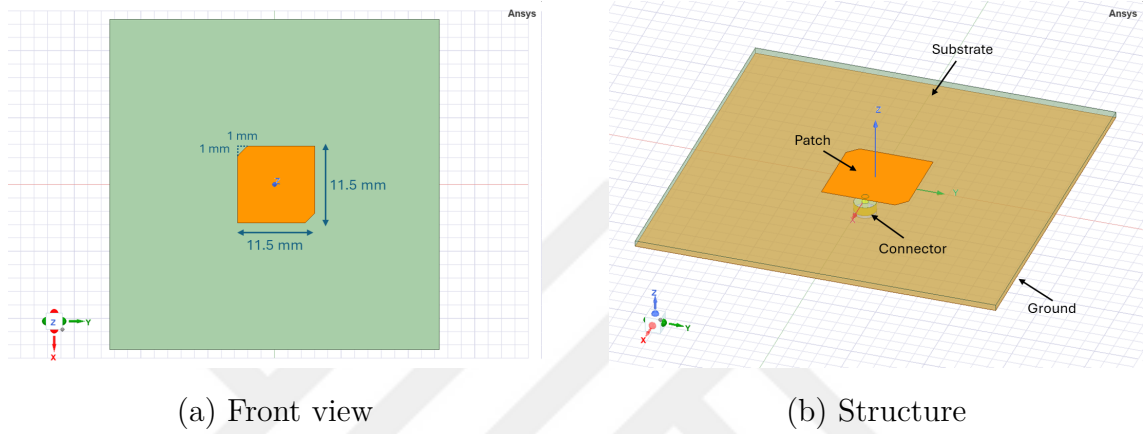 Ansys
1 mm
1 mm
11.5 mm
11.5 mm
Z
Z
Y
X
(a) Front view
Ansys
Substrate
Z
Patch
Y
X
Connector
Ground
Z
Y
X
(b) Structure